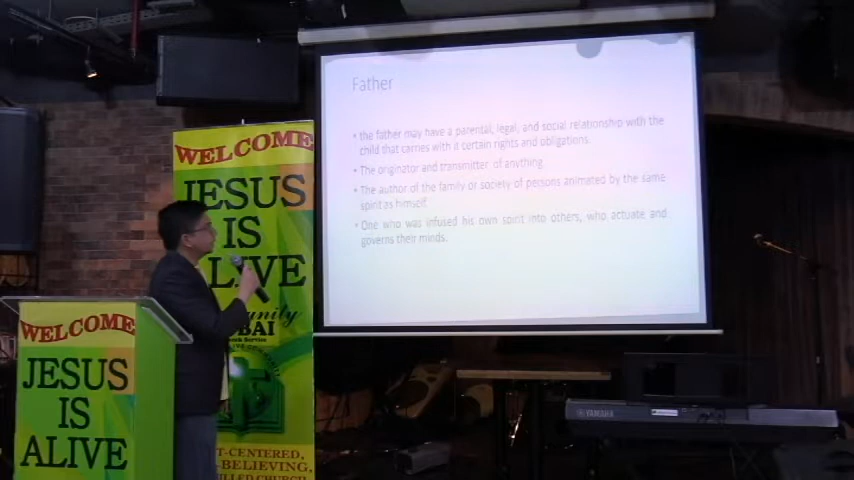 Father
• the father may have a parental, legal, and social relationship with the
child that carries with it certain rights and obligations.
• The originator and transmitter of anything
• The author of the family or society of persons animated by the same
spirit as himself
• One who was infused his own spirit into others, who actuate and
governs their minds.
WELCOME
JESUS
IS
ALIVE
BAI
T-CENTERED
-BELIEVING,
WELCOME
JESUS
IS
ALIVE
YAMAHA